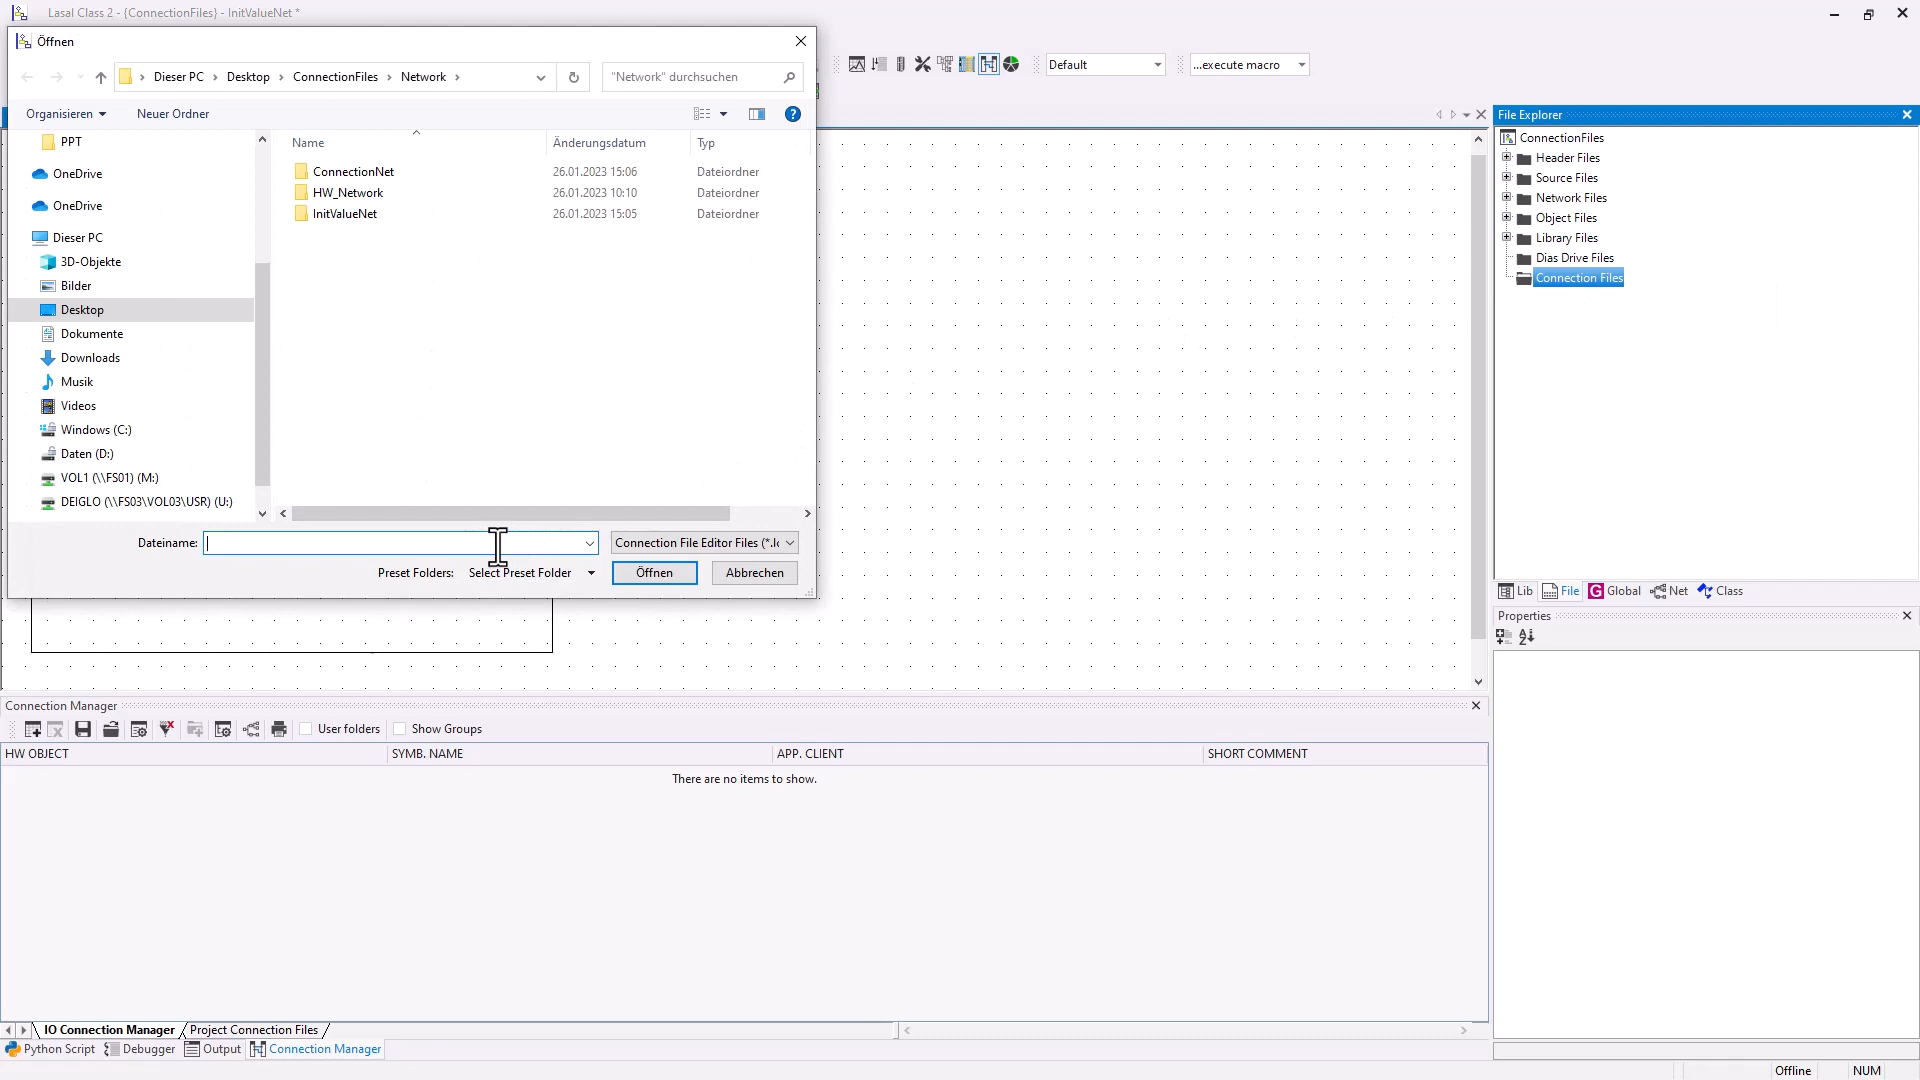 Lasal Class 2 - {ConnectionFiles} - InitValueNet *
Öffnen
Dieser PC > Desktop > ConnectionFiles > Network >
"Network" durchsuchen
Default
...execute macro
Organisieren
Neuer Ordner
File Explorer
Name
Änderungsdatum
Typ
PPT
OneDrive
OneDrive
Dieser PC
3D-Objekte
Bilder
Desktop
Dokumente
Downloads
Musik
Videos
Windows (C:)
Daten (D:)
VOL1 (\\FS01) (M:)
DEIGLO (\\FS03\VOL03\USR) (U:)
ConnectionNet 26.01.2023 15:06 Dateiordner
HW_Network 26.01.2023 10:10 Dateiordner
InitValueNet 26.01.2023 15:05 Dateiordner
Dateiname:
Connection File Editor Files (*.lc
Preset Folders: Select Preset Folder
Öffnen
Abbrechen
ConnectionFiles
Header Files
Source Files
Network Files
Object Files
Library Files
Dias Drive Files
Connection Files
Lib File Global Net Class
Properties
Connection Manager
User folders
Show Groups
HW OBJECT SYMB. NAME APP. CLIENT SHORT COMMENT
There are no items to show.
IO Connection Manager
Project Connection Files
Python Script Debugger Output Connection Manager
Offline NUM